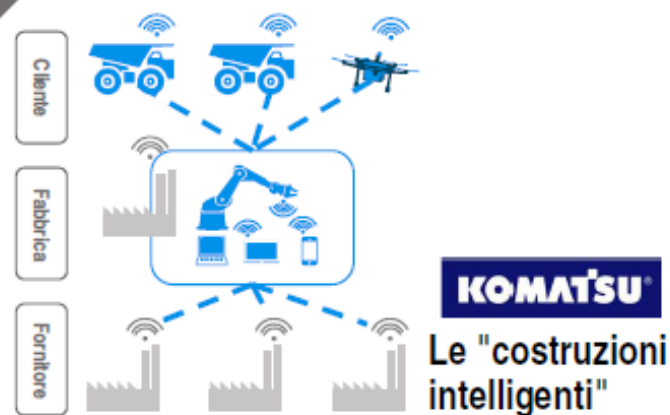 Cliente
Fabbrica
Fornitore
KOMATSU
Le "costruzioni
intelligenti"